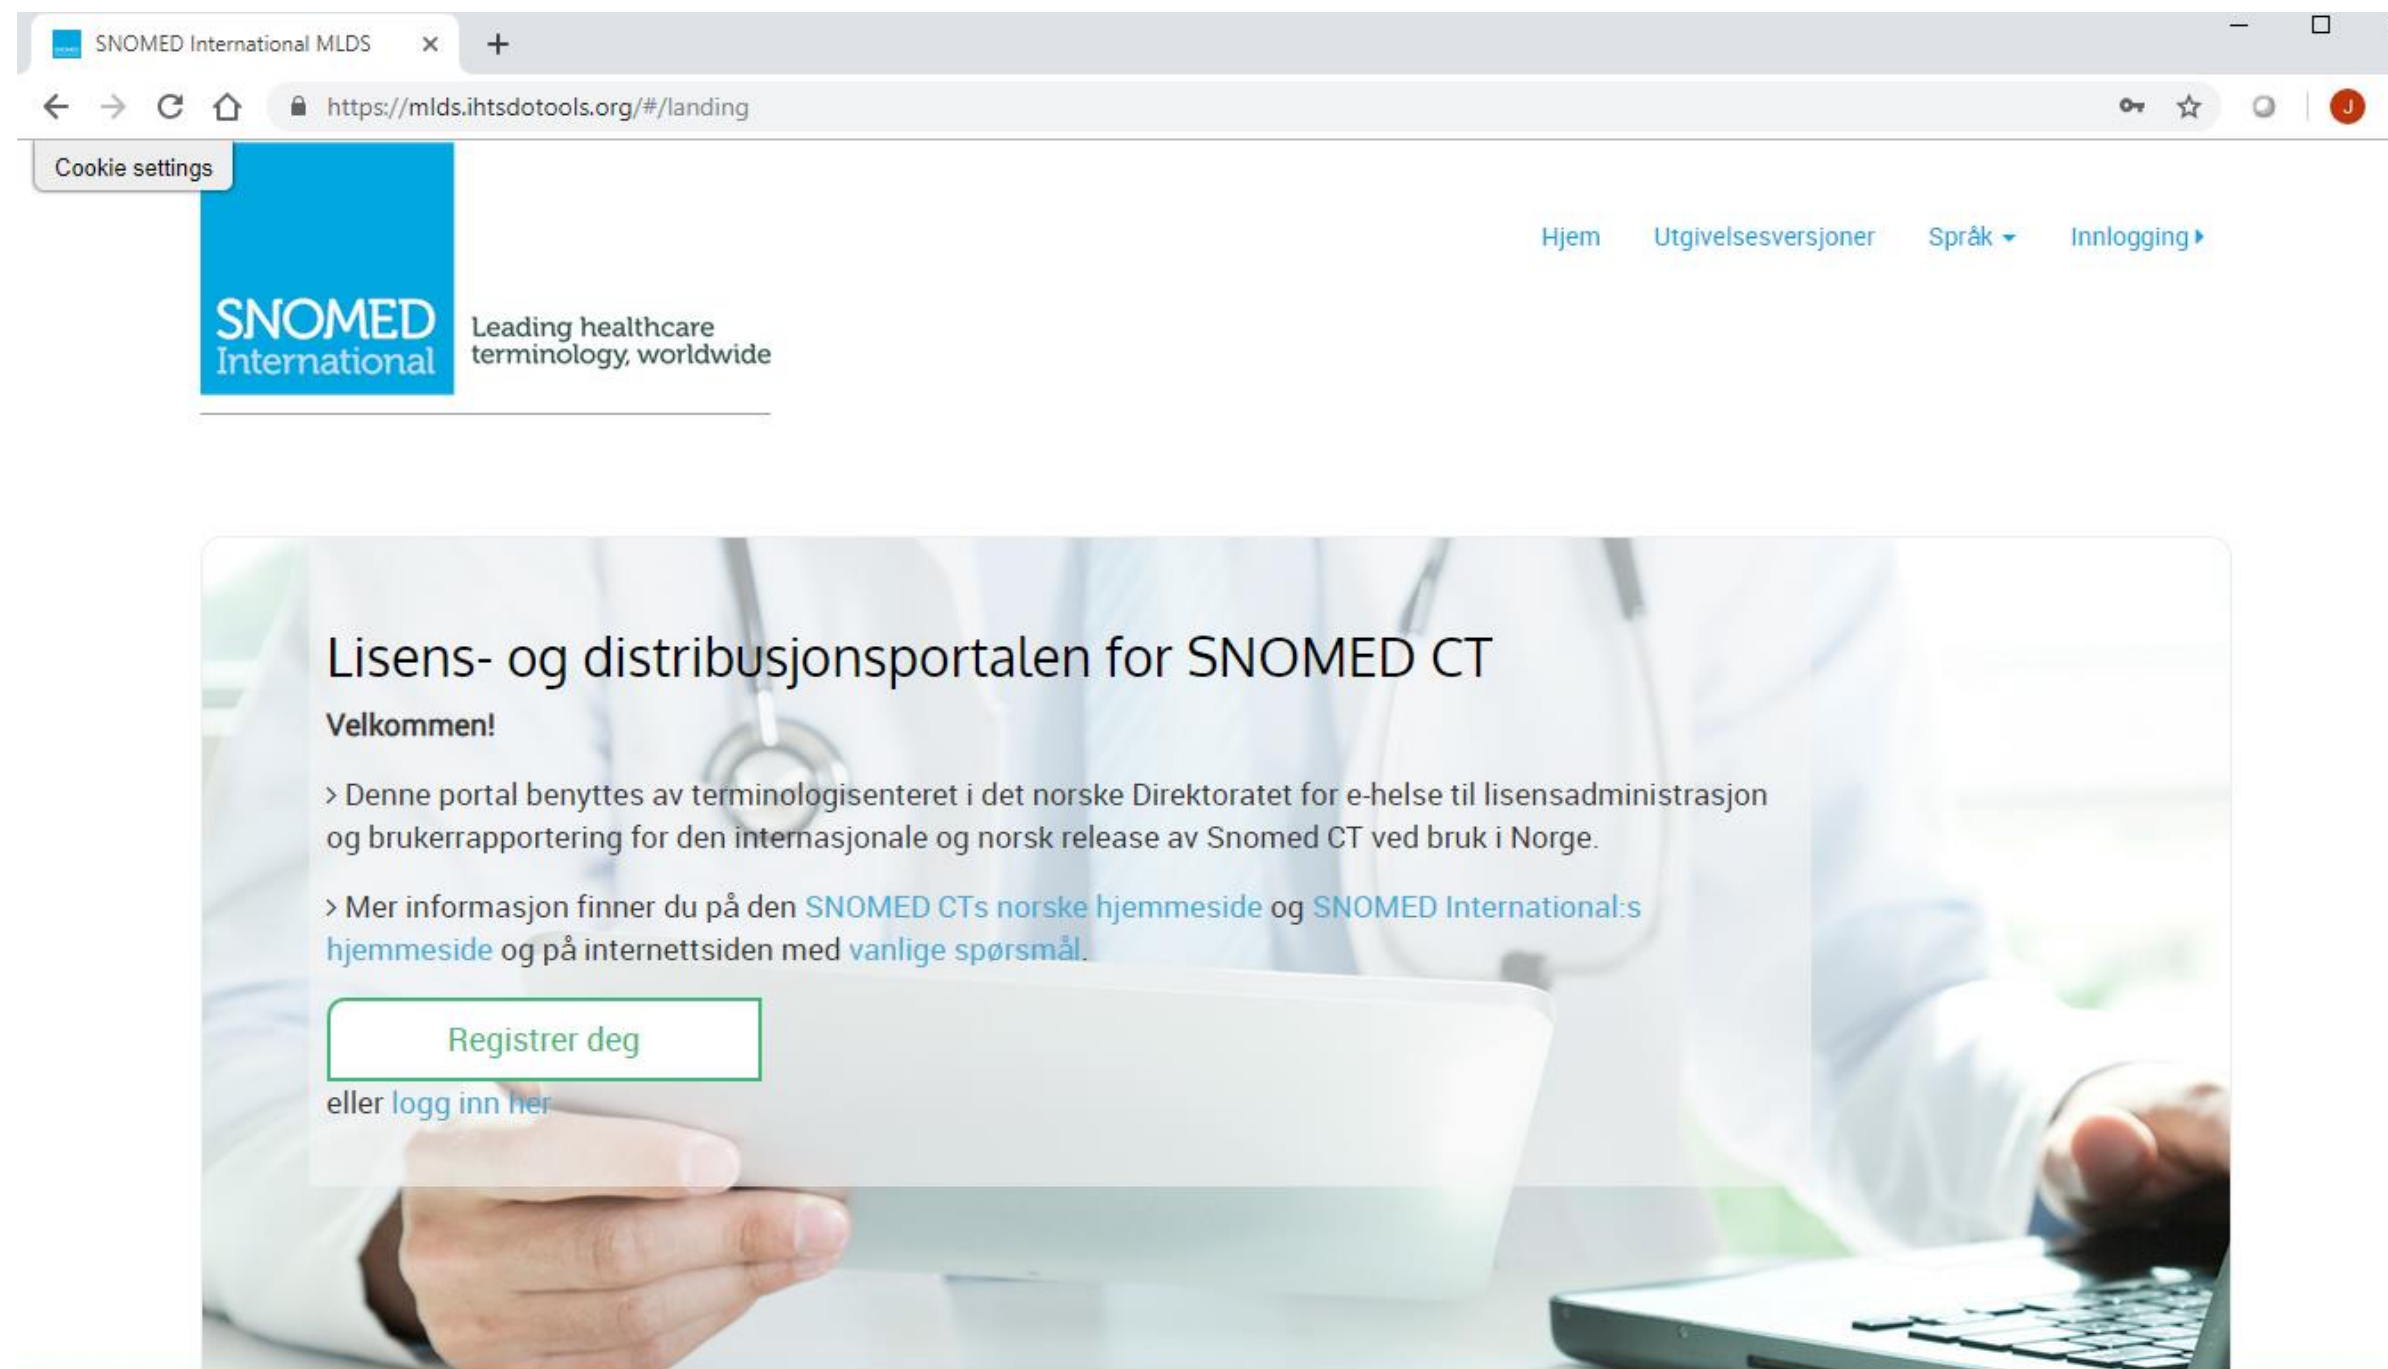 SNOMED International MLDS
https://mlds.ihtsdotools.org/#/landing
J
Cookie settings
Hjem Utgivelsesversjoner Språk Innlogging
SNOMED
International
Leading healthcare
terminology, worldwide
Lisens- og distribusjonsportalen for SNOMED CT
Velkommen!
> Denne portal benyttes av terminologisenteret i det norske Direktoratet for e-helse til lisensadministrasjon
og brukerrapportering for den internasjonale og norsk release av Snomed CT ved bruk i Norge.
> Mer informasjon finner du på den SNOMED CTs norske hjemmeside og SNOMED International:s
hjemmeside og på internettsiden med vanlige spørsmål.
Registrer deg
eller logg inn her